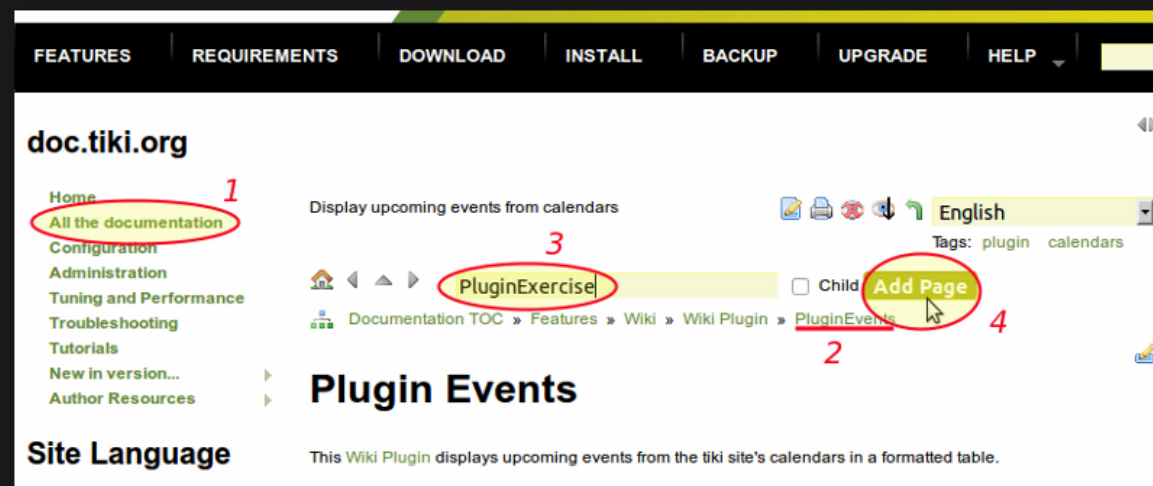 FEATURES REQUIREMENTS DOWNLOAD INSTALL BACKUP UPGRADE HELP
doc.tiki.org
Home
1
All the documentation
Configuration
Administration
Tuning and Performance
Troubleshooting
Tutorials
New in version...
Author Resources
Site Language
Display upcoming events from calendars
English
Tags: plugin calendars
3
PluginExercise
Child
Add Page
4
Documentation TOC » Features » Wiki » Wiki Plugin » PluginEvents
2
Plugin Events
This Wiki Plugin displays upcoming events from the tiki site's calendars in a formatted table.